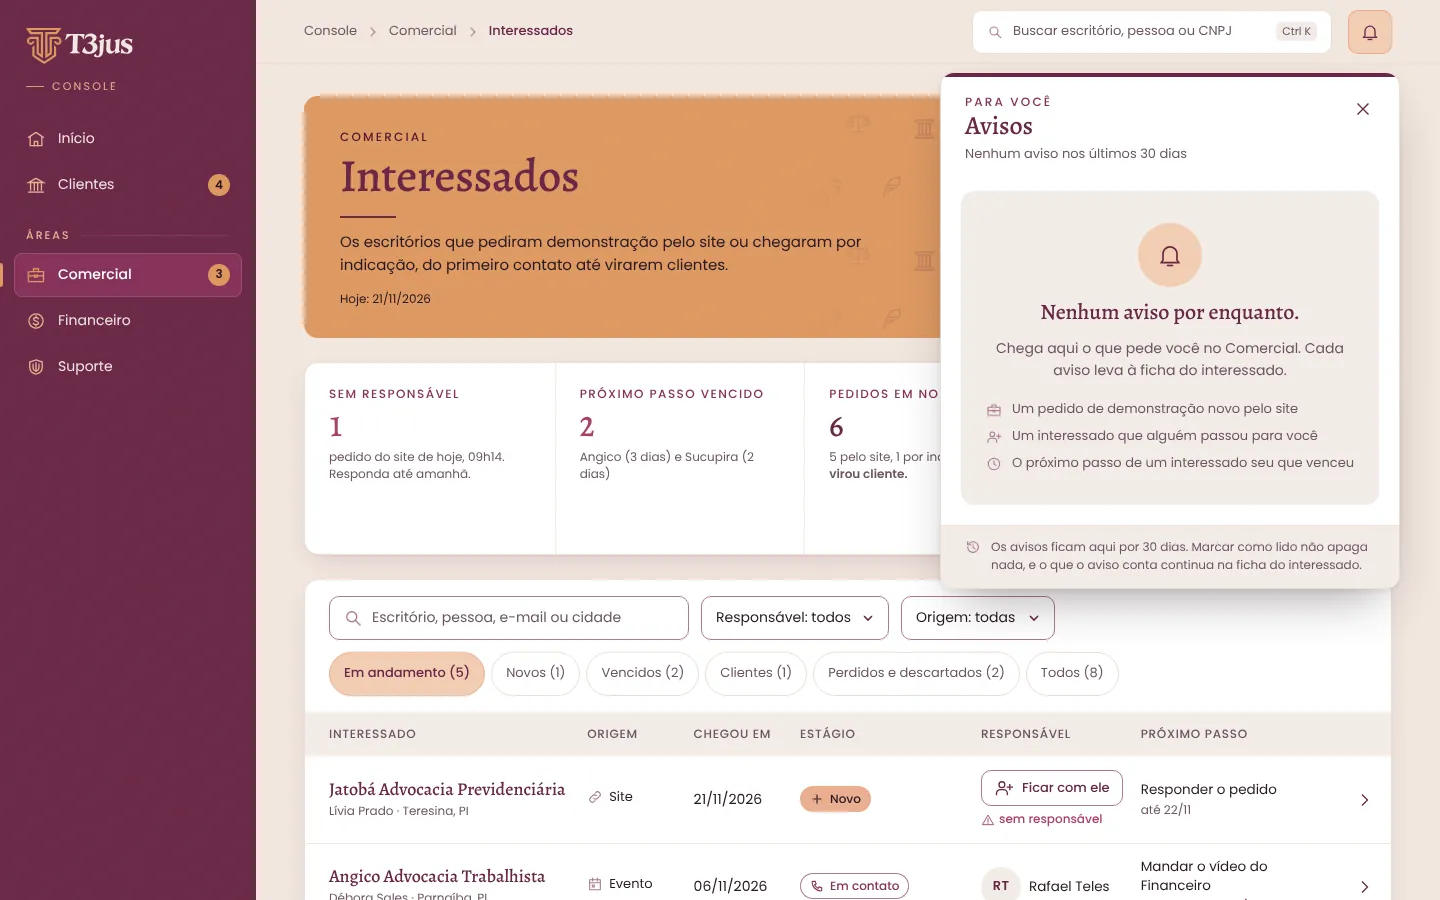 T3jus
CONSOLE
Início
Clientes
4
ÁREAS
Comercial
3
Financeiro
Suporte
Console
Comercial
Interessados
Buscar escritório, pessoa ou CNPJ
Ctrl K
COMERCIAL
Interessados
Os escritórios que pediram demonstração pelo site ou chegaram por
indicação, do primeiro contato até virarem clientes.
Hoje: 21/11/2026
PARA VOCÊ
Avisos
Nenhum aviso nos últimos 30 dias
Nenhum aviso por enquanto.
Chega aqui o que pede você no Comercial. Cada
aviso leva à ficha do interessado.
Um pedido de demonstração novo pelo site
Um interessado que alguém passou para você
O próximo passo de um interessado seu que venceu
Os avisos ficam aqui por 30 dias. Marcar como lido não apaga
nada, e o que o aviso conta continua na ficha do interessado.
SEM RESPONSÁVEL
1
pedido do site de hoje, 09h14.
Responda até amanhã.
PRÓXIMO PASSO VENCIDO
2
Angico (3 dias) e Sucupira (2
dias)
PEDIDOS EM NO
6
5 pelo site, 1 por
virou cliente.
Escritório, pessoa, e-mail ou cidade
Responsável: todos
Origem: todas
Em andamento (5)
Novos (1)
Vencidos (2)
Clientes (1)
Perdidos e descartados (2)
Todos (8)
INTERESSADO
ORIGEM
CHEGOU EM
ESTÁGIO
RESPONSÁVEL
PRÓXIMO PASSO
Jatobá Advocacia Previdenciária
Lívia Prado · Teresina, PI
Site
21/11/2026
Novo
Ficar com ele
sem responsável
Responder o pedido
até 22/11
Angico Advocacia Trabalhista
Débora Sales · Parnaíba, PI
Evento
06/11/2026
Em contato
RT
Rafael Teles
Mandar o vídeo do
Financeiro